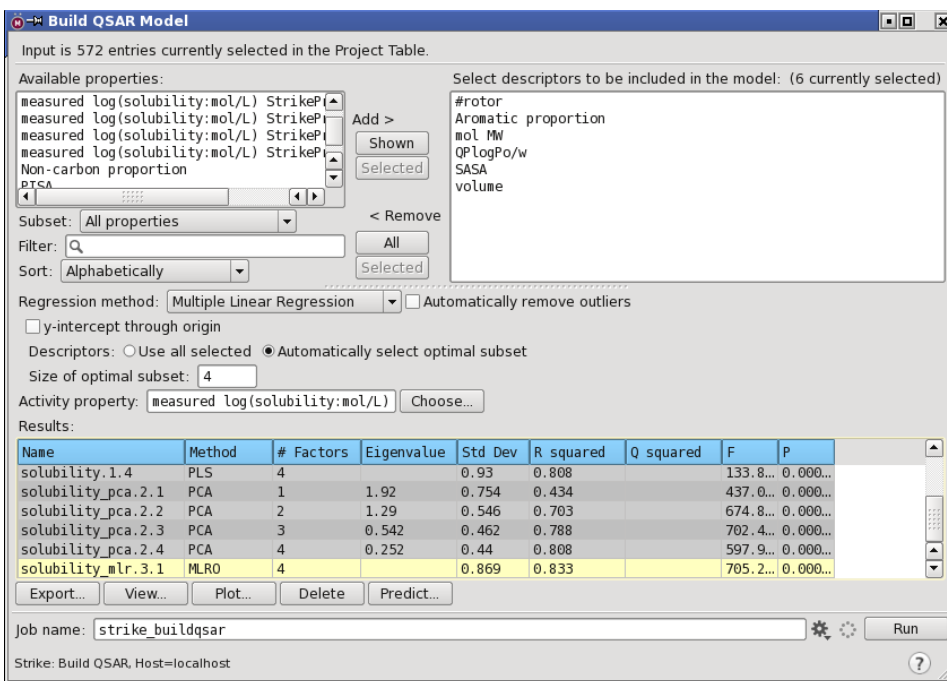 Build QSAR Model
Input is 572 entries currently selected in the Project Table.
Available properties:
measured log(solubility:mol/L) StrikePr
measured log(solubility:mol/L) StrikePr
measured log(solubility:mol/L) StrikePr
measured log(solubility:mol/L) StrikePr
Non-carbon proportion
PISA
Subset: All properties
Filter:
Sort: Alphabetically
Add >
Shown
Selected
< Remove
All
Selected
Select descriptors to be included in the model: (6 currently selected)
#rotor
Aromatic proportion
mol MW
QPlogPo/w
SASA
volume
Regression method: Multiple Linear Regression Automatically remove outliers
y-intercept through origin
Descriptors: Use all selected Automatically select optimal subset
Size of optimal subset: 4
Activity property: measured log(solubility:mol/L) Choose...
Results:
Name Method # Factors Eigenvalue Std Dev R squared Q squared F P
solubility.1.4 PLS 4 0.93 0.808 133.8... 0.000...
solubility_pca.2.1 PCA 1 1.92 0.754 0.434 437.0... 0.000...
solubility_pca.2.2 PCA 2 1.29 0.546 0.703 674.8... 0.000...
solubility_pca.2.3 PCA 3 0.542 0.462 0.788 702.4... 0.000...
solubility_pca.2.4 PCA 4 0.252 0.44 0.808 597.9... 0.000...
solubility_mlr.3.1 MLRO 4 0.869 0.833 705.2... 0.000...
Export... View... Plot... Delete Predict...
Job name: strike_buildqsar Run
Strike: Build QSAR, Host=localhost ?